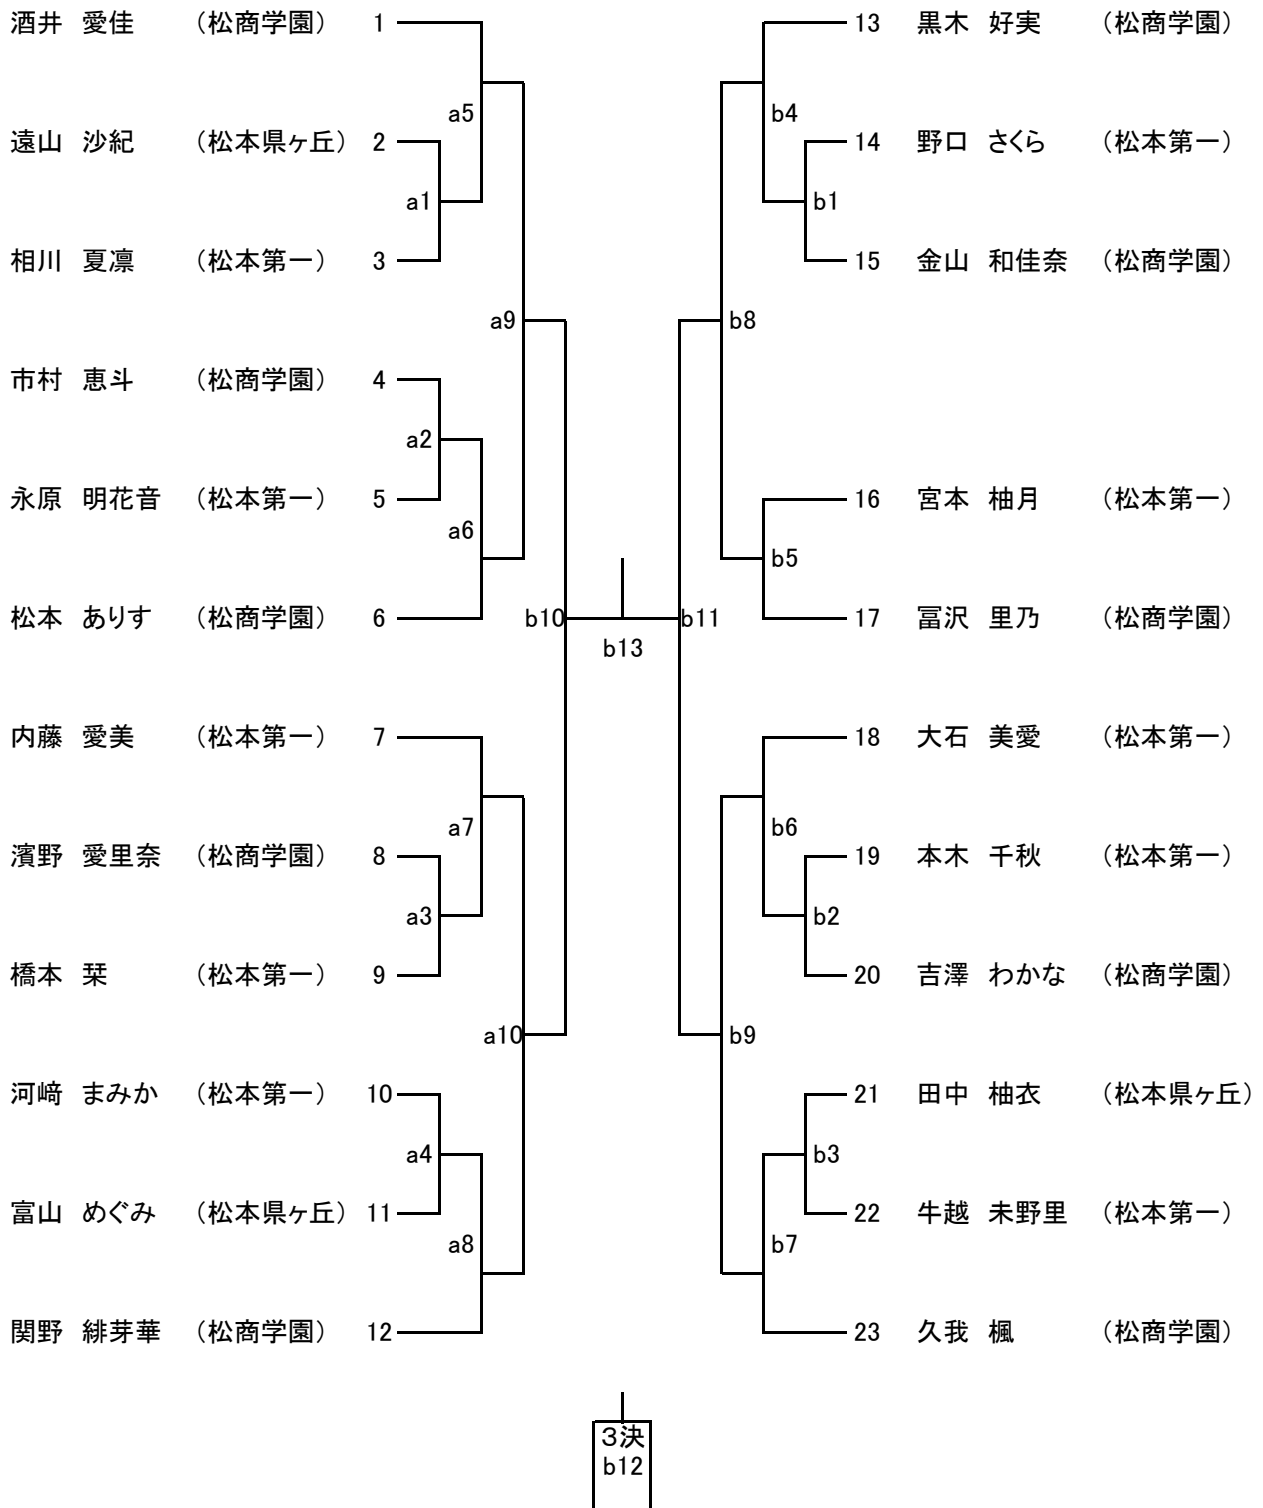 酒井 愛佳 （松商学園） 1
a5
遠山 沙紀 （松本県ヶ丘） 2
a1
相川 夏凛 （松本第一） 3
a9
市村 恵斗 （松商学園） 4
a2
永原 明花音 （松本第一） 5
a6
松本 ありす （松商学園） 6
b10
内藤 愛美 （松本第一） 7
a7
濱野 愛里奈 （松商学園） 8
a3
橋本 栞 （松本第一） 9
a10
河﨑 まみか （松本第一） 10
a4
富山 めぐみ （松本県ヶ丘） 11
a8
関野 緋芽華 （松商学園） 12
b13
13 黒木 好実 （松商学園）
b4
14 野口 さくら （松本第一）
b1
15 金山 和佳奈 （松商学園）
b8
16 宮本 柚月 （松本第一）
b5
17 冨沢 里乃 （松商学園）
b11
18 大石 美愛 （松本第一）
b6
19 本木 千秋 （松本第一）
b2
20 吉澤 わかな （松商学園）
b9
21 田中 柚衣 （松本県ヶ丘）
b3
22 牛越 未野里 （松本第一）
b7
23 久我 楓 （松商学園）
３決
b12